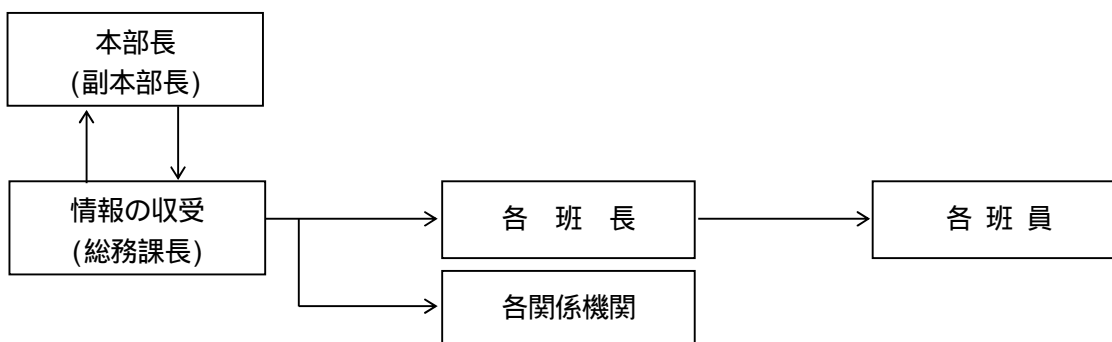 本部長
(副本部長)
情報の収受
(総務課長)
各　班　長
各 班 員
各関係機関